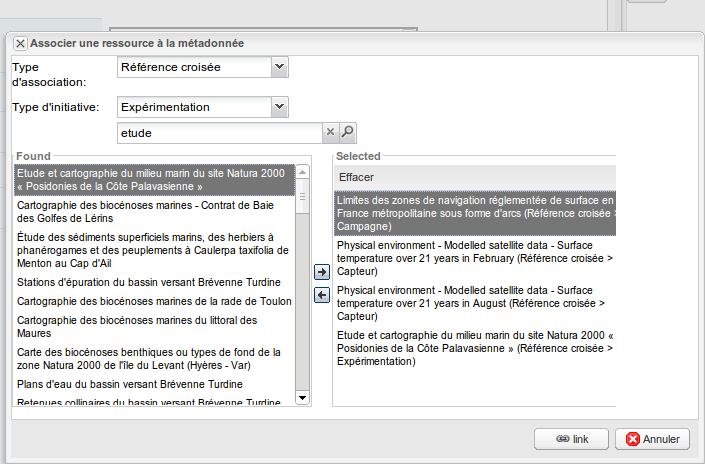 Associer une ressource à la métadonnée
Type
d'association:
Référence croisée
Type d'initiative:
Expérimentation
etude
Found
Etude et cartographie du milieu marin du site Natura 2000
« Posidonies de la Côte Palavasienne »
Cartographie des biocénoses marines - Contrat de Baie
des Golfes de Lérins
Étude des sédiments superficiels marins, des herbiers à
phanérogames et des peuplements à Caulerpa taxifolia de
Menton au Cap d'Ail
Stations d'épuration du bassin versant Brévenne Turdine
Cartographie des biocénoses marines de la rade de Toulon
Cartographie des biocénoses marines du littoral des
Maures
Carte des biocénoses benthiques ou types de fond de la
zone Natura 2000 de l'île du Levant (Hyères - Var)
Plans d'eau du bassin versant Brévenne Turdine
Retenues collinaires du bassin versant Brévenne Turdine
Selected
Effacer
Limites des zones de navigation réglementée de surface en
France métropolitaine sous forme d'arcs (Référence croisée >
Campagne)
Physical environment - Modelled satellite data - Surface
temperature over 21 years in February (Référence croisée >
Capteur)
Physical environment - Modelled satellite data - Surface
temperature over 21 years in August (Référence croisée >
Capteur)
Etude et cartographie du milieu marin du site Natura 2000 «
Posidonies de la Côte Palavasienne » (Référence croisée >
Expérimentation)
link
Annuler